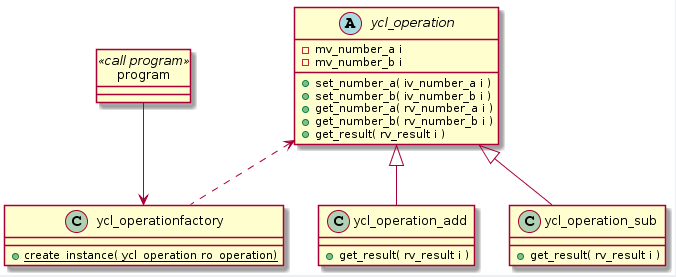 A ycl_operation
mv_number_a i
mv_number_b i
set_number_a( iv_number_a i )
set_number_b( iv_number_b i )
get_number_a( rv_number_a i )
get_number_b( rv_number_b i )
get_result( rv_result i )
«call program»
program
C ycl_operationfactory
create_instance( ycl_operation ro_operation)
C ycl_operation_add
get_result( rv_result i )
C ycl_operation_sub
get_result( rv_result i )